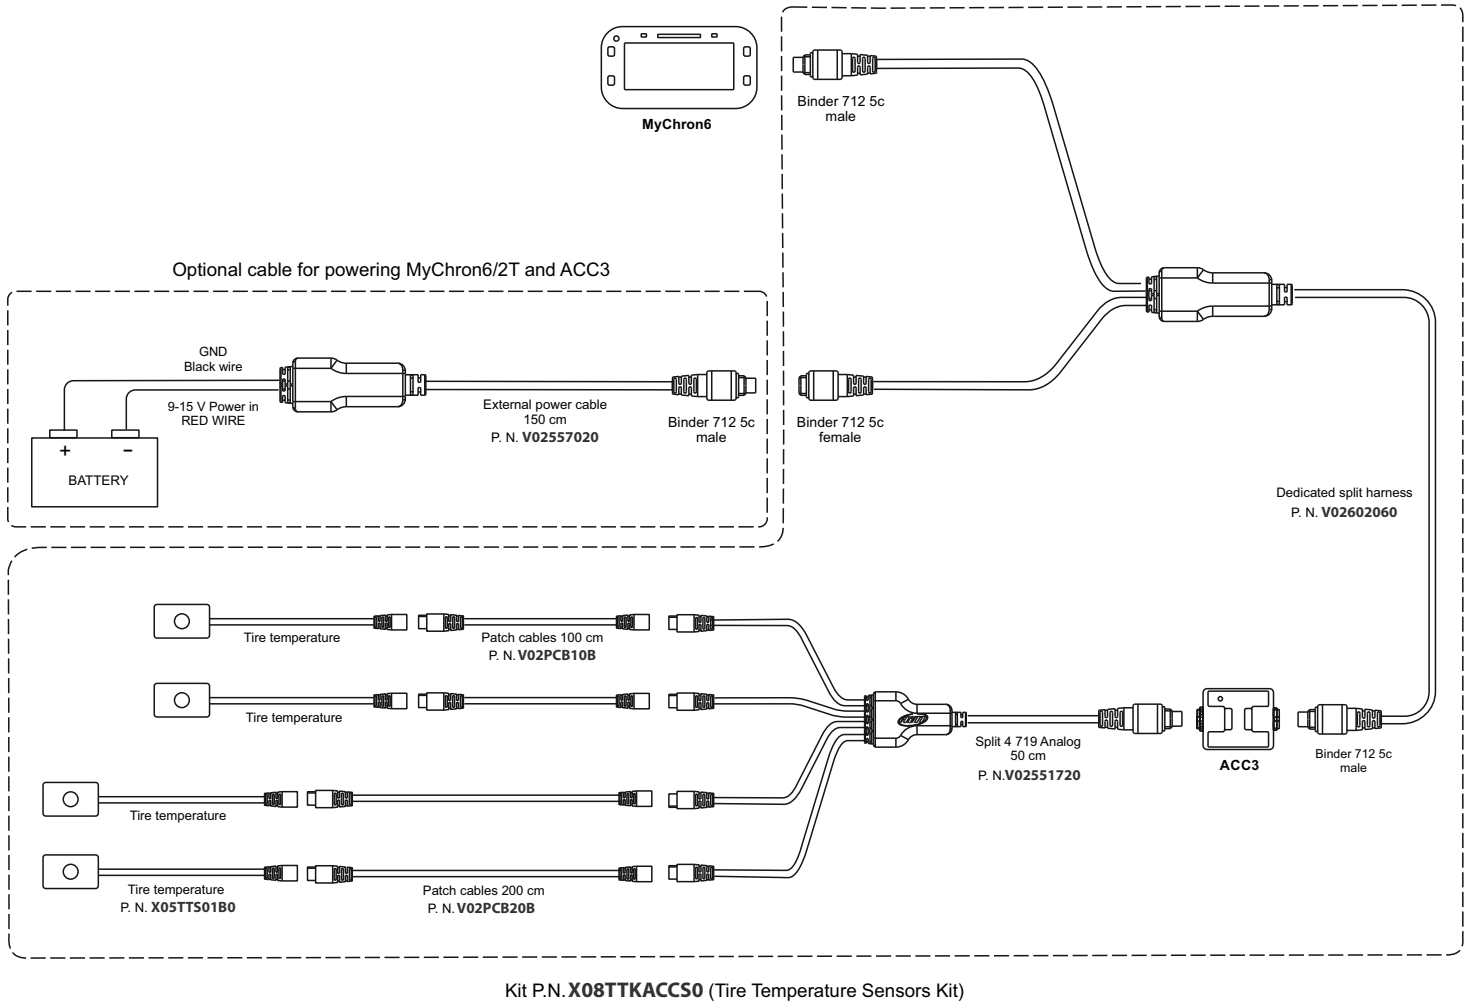 MyChron6
Binder 712 5c
male
Optional cable for powering MyChron6/2T and ACC3
GND
Black wire
9-15 V Power in
RED WIRE
+
–
BATTERY
External power cable
150 cm
P. N. V02557020
Binder 712 5c
male
Binder 712 5c
female
Dedicated split harness
P. N. V02602060
Tire temperature
Patch cables 100 cm
P. N. V02PCB10B
Tire temperature
AiM
Split 4 719 Analog
50 cm
P. N.V02551720
ACC3
Binder 712 5c
male
Tire temperature
Tire temperature
P. N. X05TTS01B0
Patch cables 200 cm
P. N. V02PCB20B
Kit P.N. X08TTKACCS0 (Tire Temperature Sensors Kit)